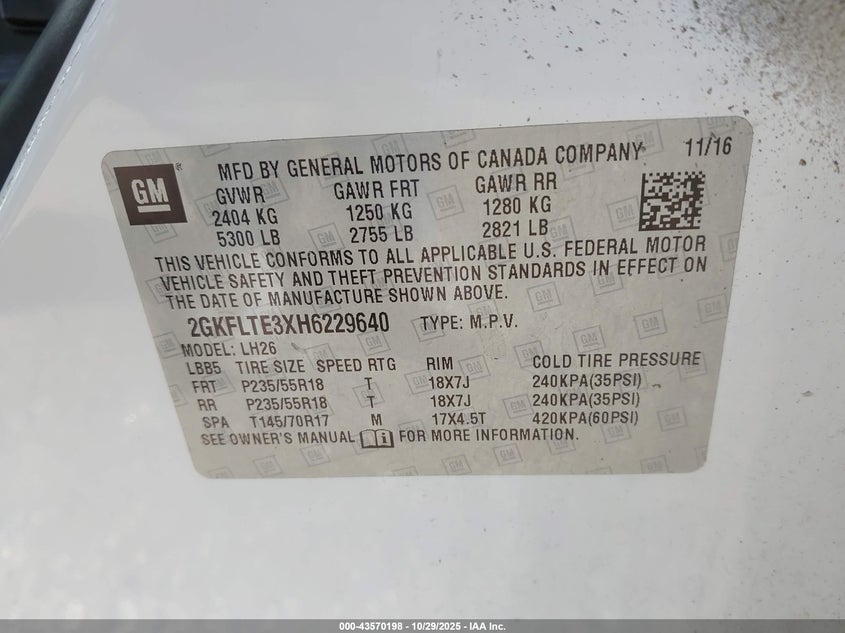 GM
MFD BY GENERAL MOTORS OF CANADA COMPANY 11/16
GVWR GAWR FRT GAWR RR
2404 KG 1250 KG 1280 KG
5300 LB 2755 LB 2821 LB
THIS VEHICLE CONFORMS TO ALL APPLICABLE U.S. FEDERAL MOTOR
VEHICLE SAFETY AND THEFT PREVENTION STANDARDS IN EFFECT ON
THE DATE OF MANUFACTURE SHOWN ABOVE.
2GKFLTE3XH6229640 TYPE: M.P.V.
MODEL: LH26
LBB5 TIRE SIZE SPEED RTG RIM COLD TIRE PRESSURE
FRT P235/55R18 T 18X7J 240KPA(35PSI)
RR P235/55R18 T 18X7J 240KPA(35PSI)
SPA T145/70R17 M 17X4.5T 420KPA(60PSI)
SEE OWNER'S MANUAL FOR MORE INFORMATION.
000-43570198 - 10/29/2025 - IAA Inc.